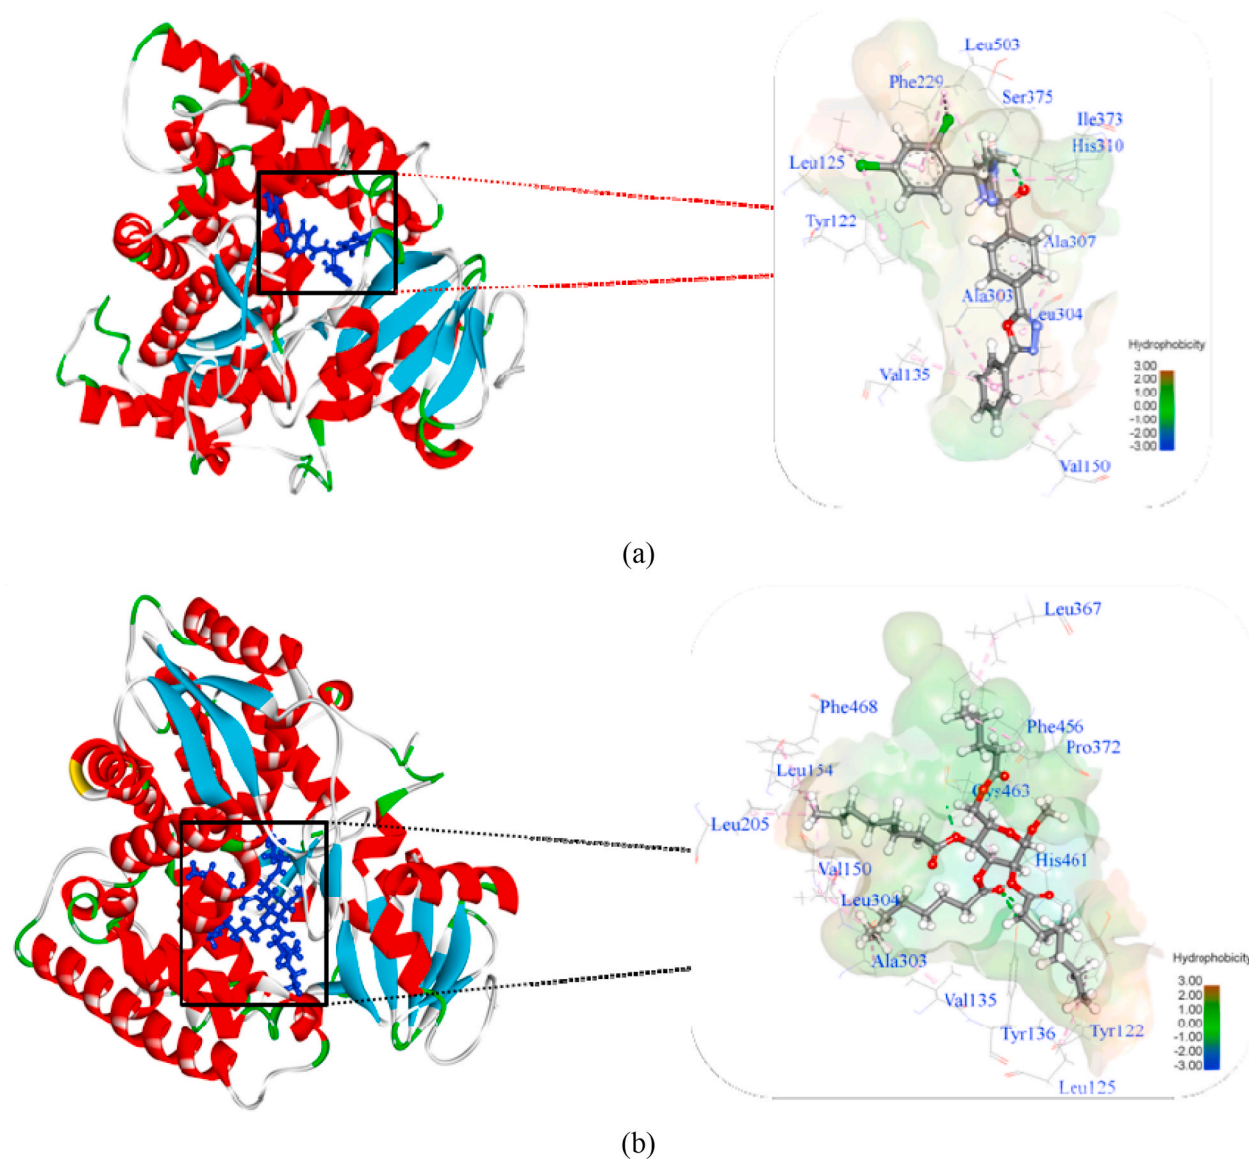 Leu503
Phe229
Ser375
Ile373
His310
Leu125
Tyr122
Ala307
Ala303
Leu304
Val135
Val150
Hydrophobicity
3.00
2.00
1.00
0.00
-1.00
-2.00
-3.00
(a)
Leu367
Phe468
Phe456
Pro372
Leu154
Cys463
Leu205
His461
Val150
Leu304
Ala303
Val135
Tyr136
Tyr122
Leu125
Hydrophobicity
3.00
2.00
1.00
0.00
-1.00
-2.00
-3.00
(b)